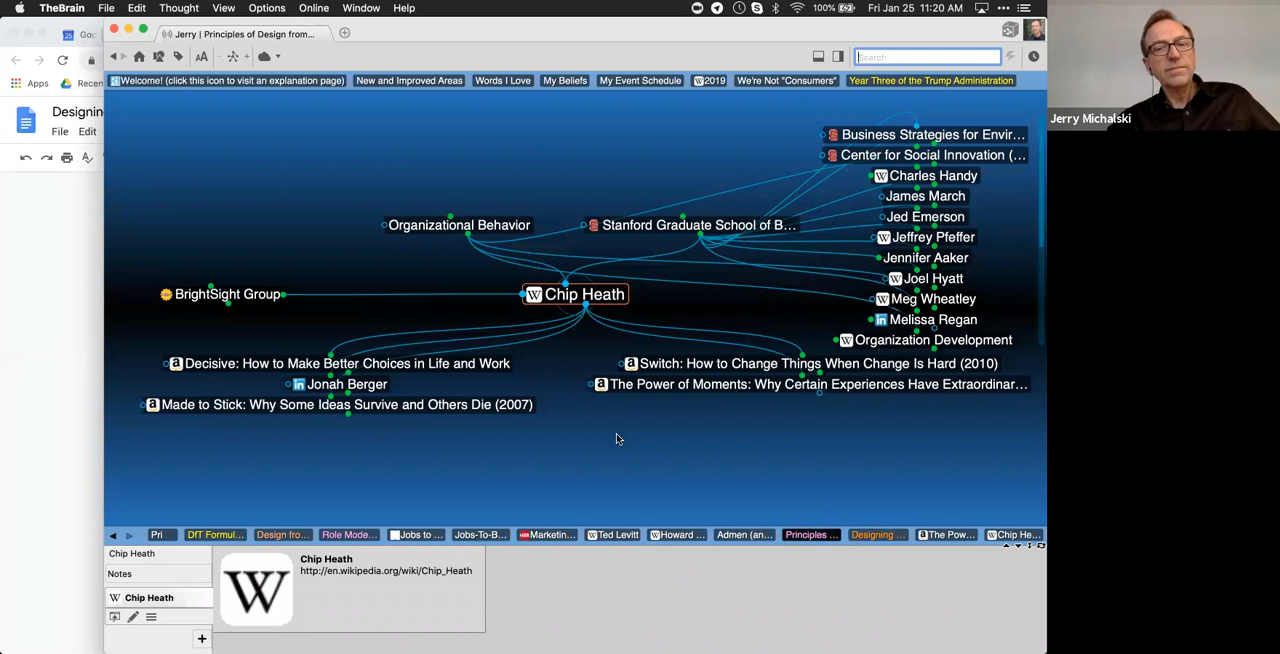 TheBrain File Edit Thought View Options Online Window Help 100% Fri Jan 25 11:20 AM
Jerry | Principles of Design from...
Search
Welcome! (click this icon to visit an explanation page) New and Improved Areas Words I Love My Beliefs My Event Schedule 2019 We're Not "Consumers" Year Three of the Trump Administration
Apps Recen
Designing
File Edit
Jerry Michalski
Business Strategies for Envir...
Center for Social Innovation (...
Charles Handy
James March
Jed Emerson
Organizational Behavior Stanford Graduate School of B... Jeffrey Pfeffer
Jennifer Aaker
Joel Hyatt
BrightSight Group Chip Heath Meg Wheatley
Melissa Regan
Organization Development
Decisive: How to Make Better Choices in Life and Work Switch: How to Change Things When Change Is Hard (2010)
Jonah Berger The Power of Moments: Why Certain Experiences Have Extraordinar...
Made to Stick: Why Some Ideas Survive and Others Die (2007)
Pri DfT Formul... Design fro... Role Mode... Jobs to ... Jobs-To-B... Marketin... Ted Levitt Howard ... Admen (an... Principles ... Designing ... The Pow... Chip He...
Chip Heath
Notes
Chip Heath
Chip Heath
http://en.wikipedia.org/wiki/Chip_Heath